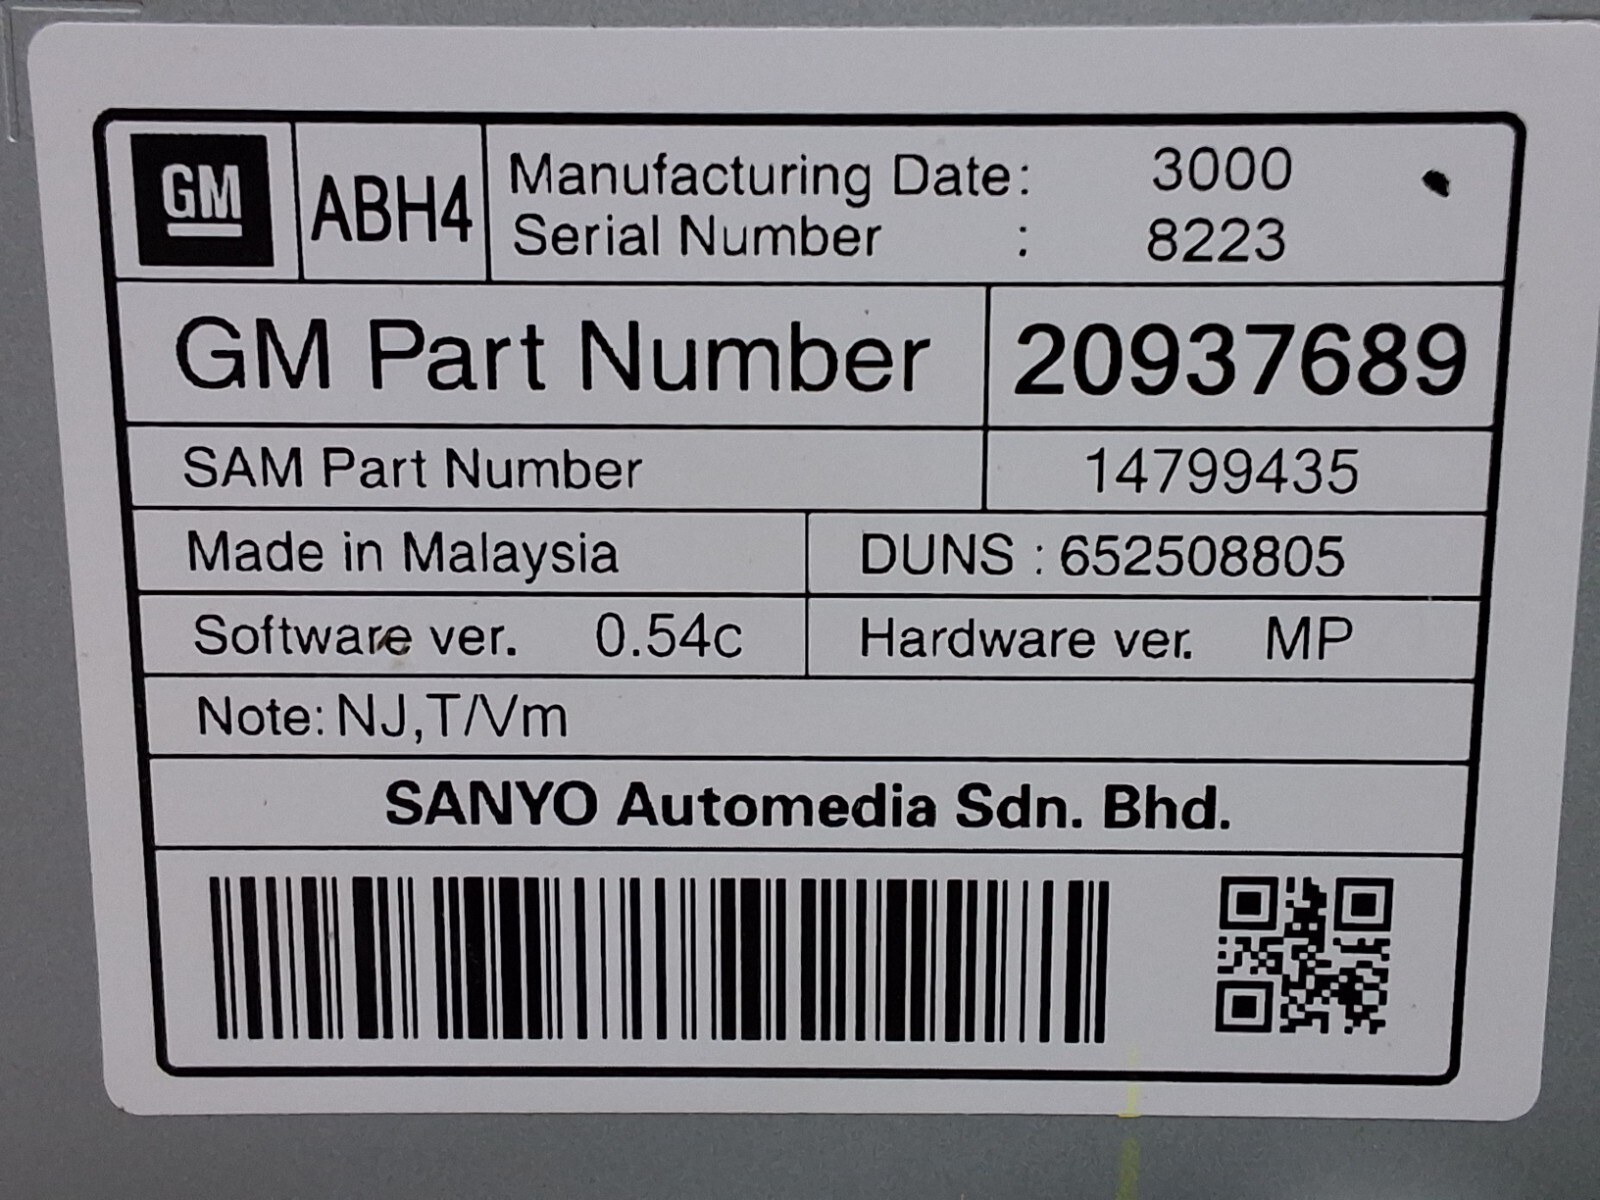 GM
ABH4
Manufacturing Date: 3000
Serial Number : 8223
GM Part Number 20937689
SAM Part Number 14799435
Made in Malaysia DUNS : 652508805
Software ver. 0.54c Hardware ver. MP
Note: NJ,T/Vm
SANYO Automedia Sdn. Bhd.